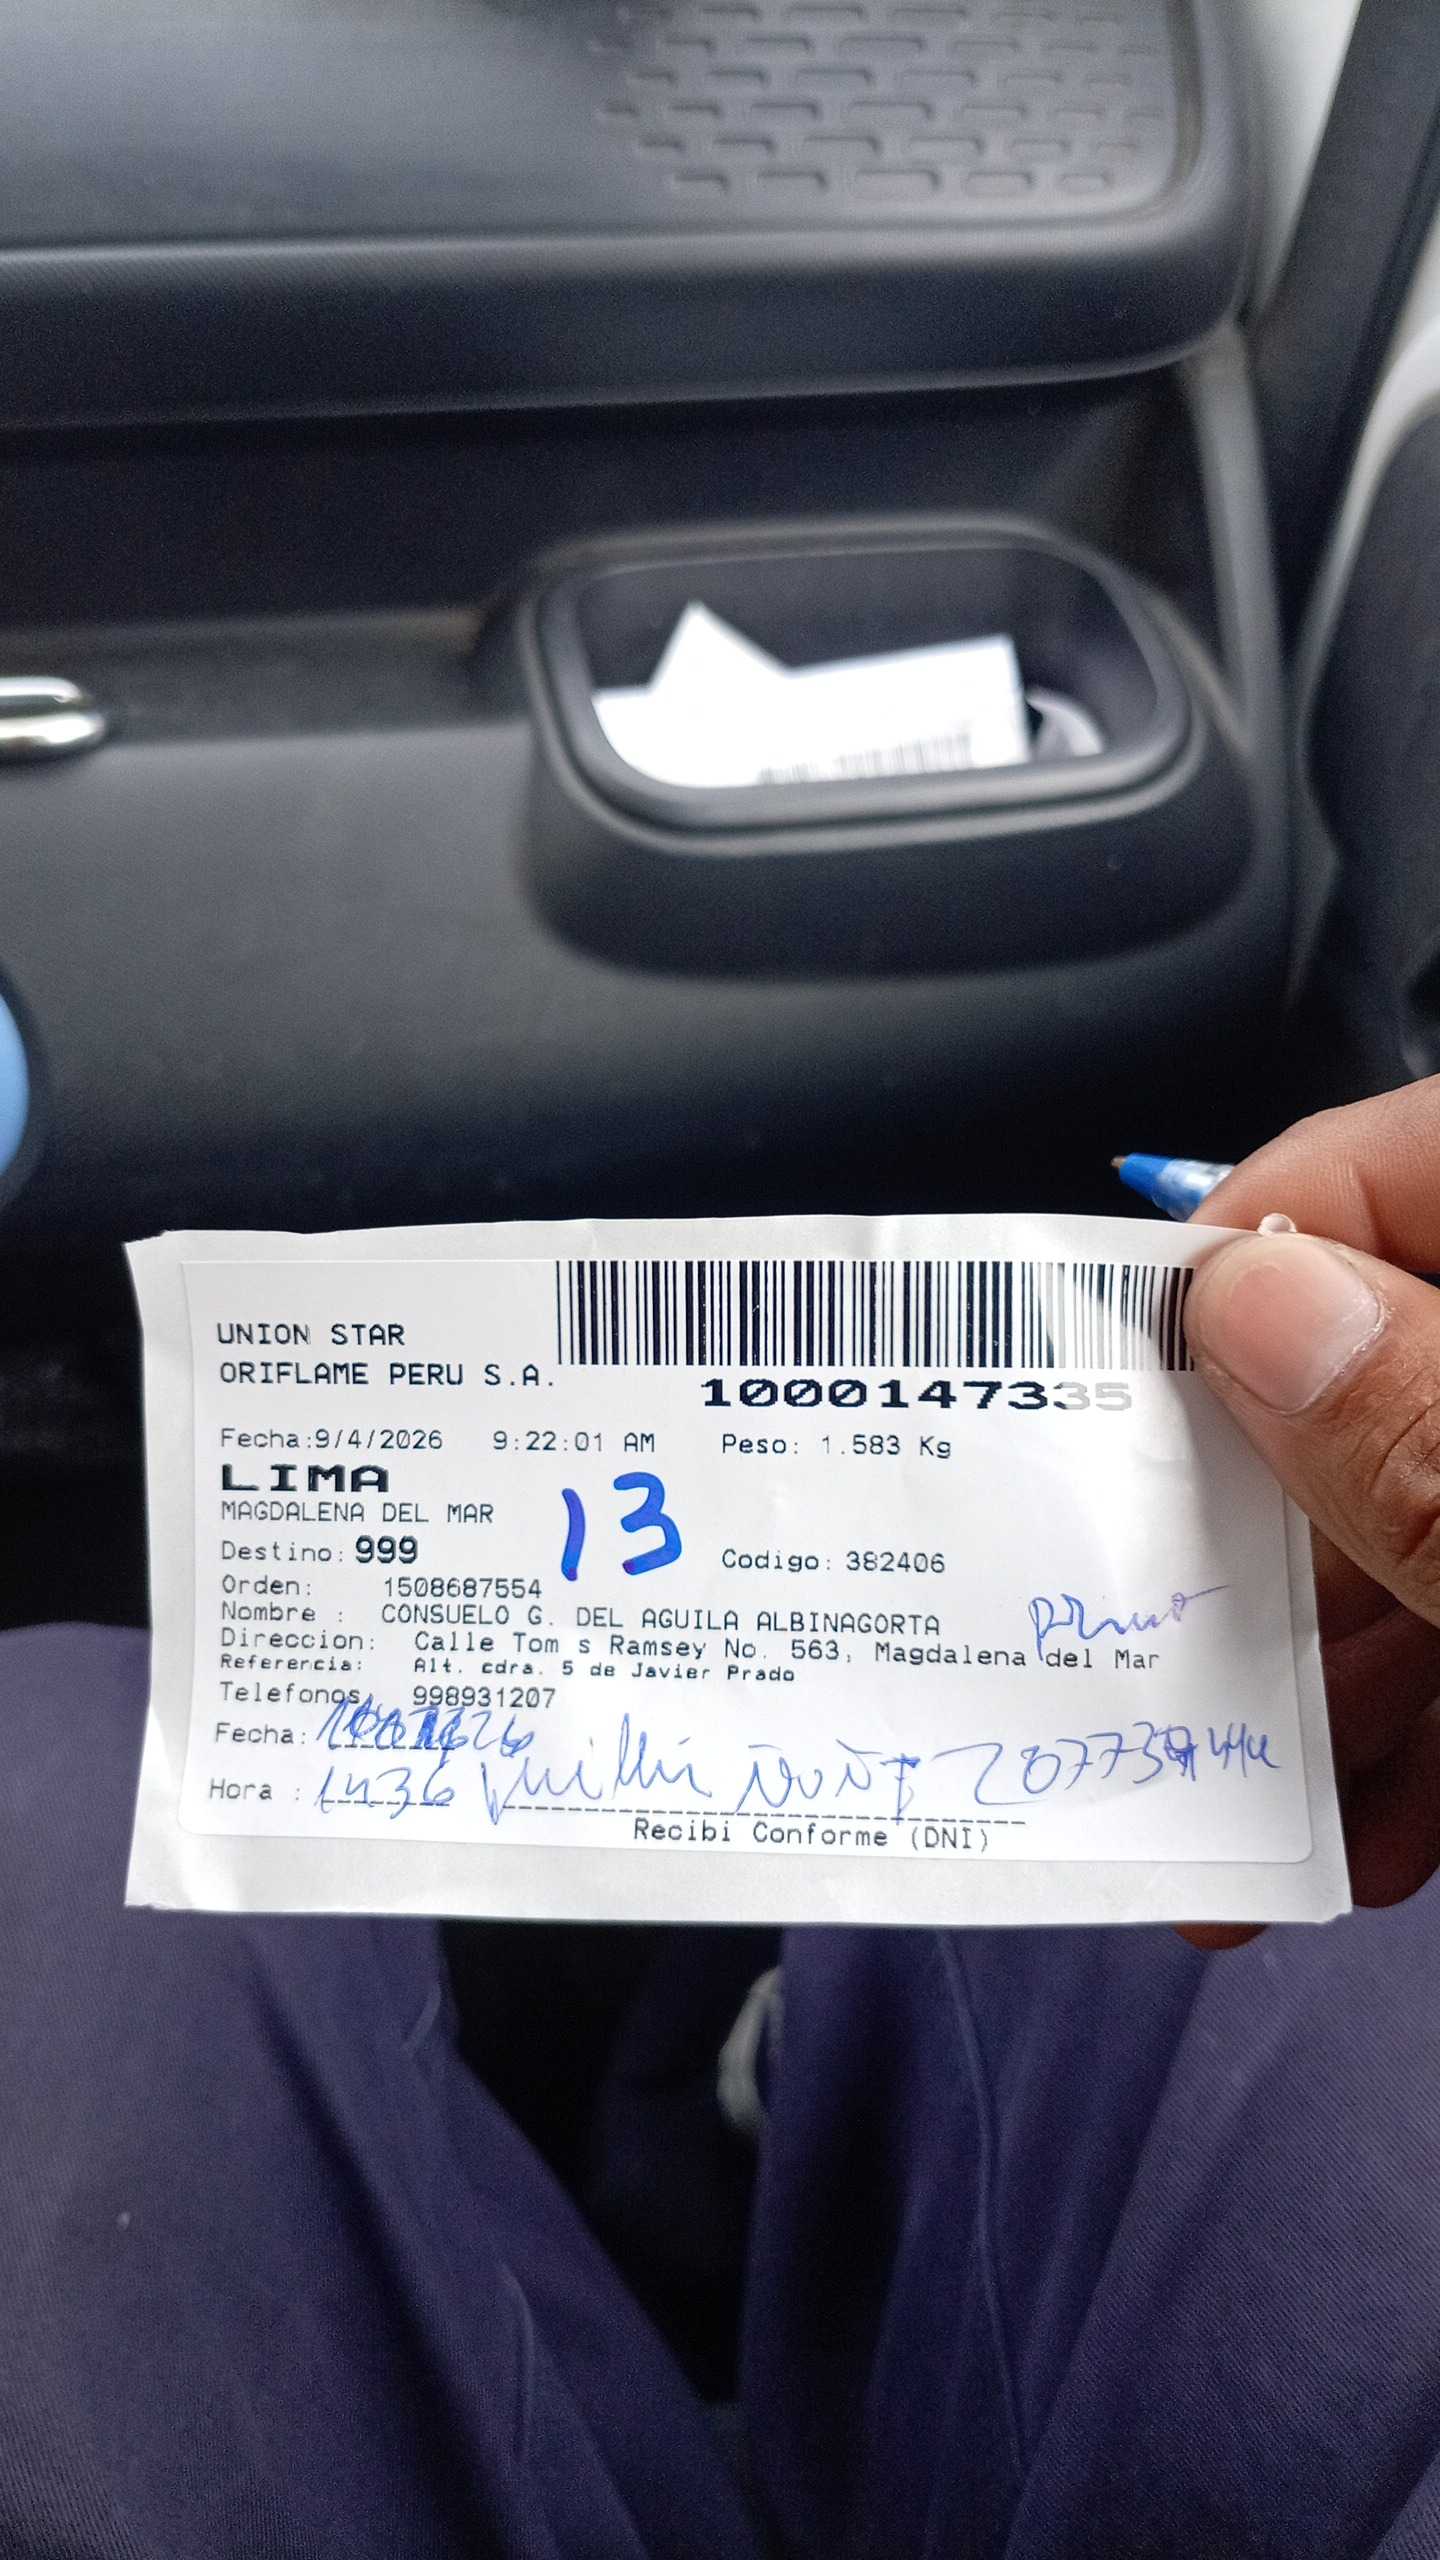 UNION STAR
ORIFLAME PERU S.A.
1000147335
Fecha:9/4/2026 9:22:01 AM Peso: 1.583 Kg
LIMA
MAGDALENA DEL MAR
13
Destino: 999 Codigo: 382406
Orden: 1508687554
Nombre : CONSUELO G. DEL AGUILA ALBINAGORTA
Direccion: Calle Tom s Ramsey No. 563, Magdalena del Mar
Referencia: Alt. cdra. 5 de Javier Prado
Telefonos 998931207
Fecha:
Hora : 1436
Recibi Conforme (DNI)